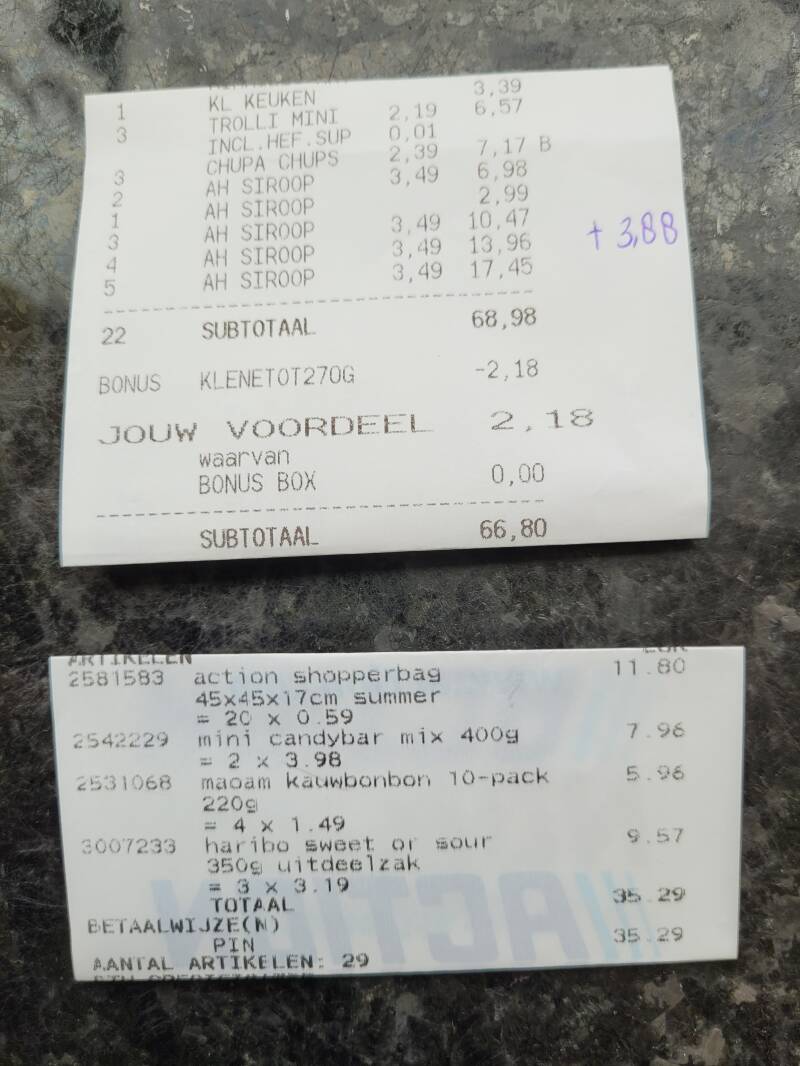 3,39
1 KL KEUKEN 6,57
3 TROLLI MINI 2,19
INCL.HEF.SUP 0,01
3 CHUPA CHUPS 2,39 7,17 B
2 AH SIROOP 3,49 6,98
1 AH SIROOP 2,99
3 AH SIROOP 3,49 10,47
4 AH SIROOP 3,49 13,96
5 AH SIROOP 3,49 17,45
+ 3,88
22 SUBTOTAAL 68,98
BONUS KLENETOT270G -2,18
JOUW VOORDEEL 2,18
waarvan
BONUS BOX 0,00
SUBTOTAAL 66,80
ARTIKELEN EUR
2581583 action shopperbag 11.80
45x45x17cm summer
= 20 x 0.59
2542229 mini candybar mix 400g 7.96
= 2 x 3.98
2531068 maoam kauwbonbon 10-pack 5.96
220g
= 4 x 1.49
3007233 haribo sweet or sour 9.57
350g uitdeelzak
= 3 x 3.19
TOTAAL 35.29
BETAALWIJZE(N)
PIN 35.29
AANTAL ARTIKELEN: 29
ACTION